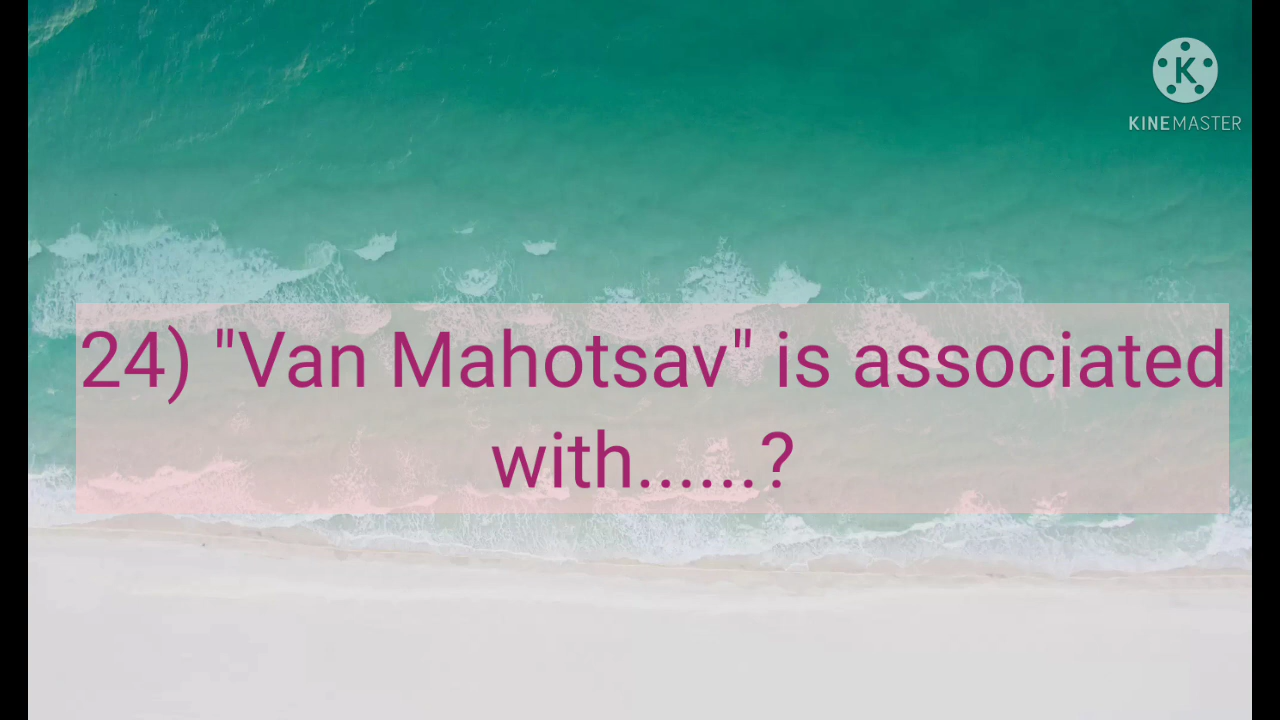 K
KINEMASTER
24) "Van Mahotsav" is associated
with......?